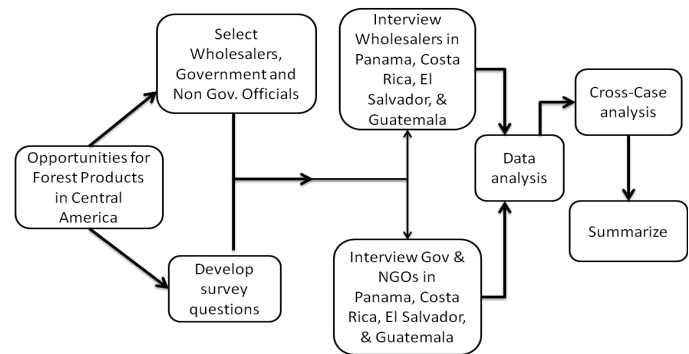 Select
Wholesalers,
Government and
Non Gov. Officials
Interview
Wholesalers in
Panama, Costa
Rica, El
Salvador, &
Guatemala
Opportunities for
Forest Products
in Central
America
Develop
survey
questions
Interview Gov &
NGOs in
Panama, Costa
Rica, El Salvador,
& Guatemala
Data
analysis
Cross-Case
analysis
Summarize